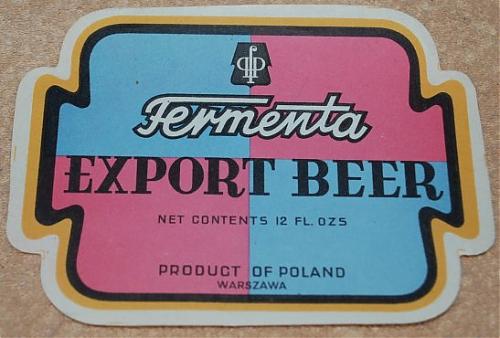 Fermenta
EXPORT BEER
NET CONTENTS 12 FL. OZS
PRODUCT OF POLAND
WARSZAWA